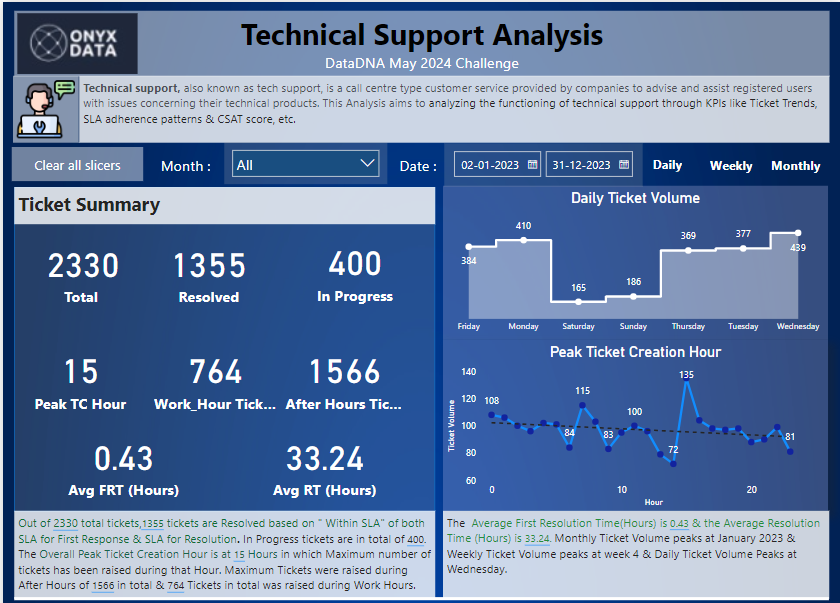 ONYX
DATA
Technical Support Analysis
DataDNA May 2024 Challenge
Technical support, also known as tech support, is a call centre type customer service provided by companies to advise and assist registered users
with issues concerning their technical products. This Analysis aims to analyzing the functioning of technical support through KPIs like Ticket Trends,
SLA adherence patterns & CSAT score, etc.
Clear all slicers
Month :
All
Date :
02-01-2023
31-12-2023
Daily
Weekly
Monthly
Ticket Summary
2330
Total
1355
Resolved
400
In Progress
15
Peak TC Hour
764
Work_Hour Tick...
1566
After Hours Tic...
0.43
Avg FRT (Hours)
33.24
Avg RT (Hours)
Out of 2330 total tickets,1355 tickets are Resolved based on " Within SLA" of both
SLA for First Response & SLA for Resolution. In Progress tickets are in total of 400.
The Overall Peak Ticket Creation Hour is at 15 Hours in which Maximum number of
tickets has been raised during that Hour. Maximum Tickets were raised during
After Hours of 1566 in total & 764 Tickets in total was raised during Work Hours.
Daily Ticket Volume
384
410
165
186
369
377
439
Friday
Monday
Saturday
Sunday
Thursday
Tuesday
Wednesday
Peak Ticket Creation Hour
Ticket Volume
140
120
100
80
60
108
84
115
83
100
72
135
81
0
10
20
Hour
The Average First Resolution Time(Hours) is 0.43 & the Average Resolution
Time (Hours) is 33.24. Monthly Ticket Volume peaks at January 2023 &
Weekly Ticket Volume peaks at week 4 & Daily Ticket Volume Peaks at
Wednesday.